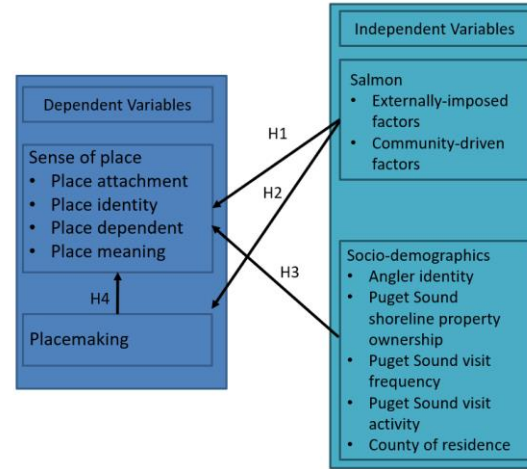 Dependent Variables
Sense of place
• Place attachment
• Place identity
• Place dependent
• Place meaning
H4
Placemaking
H1
H2
H3
Independent Variables
Salmon
• Externally-imposed
factors
• Community-driven
factors
Socio-demographics
• Angler identity
• Puget Sound
shoreline property
ownership
• Puget Sound visit
frequency
• Puget Sound visit
activity
• County of residence